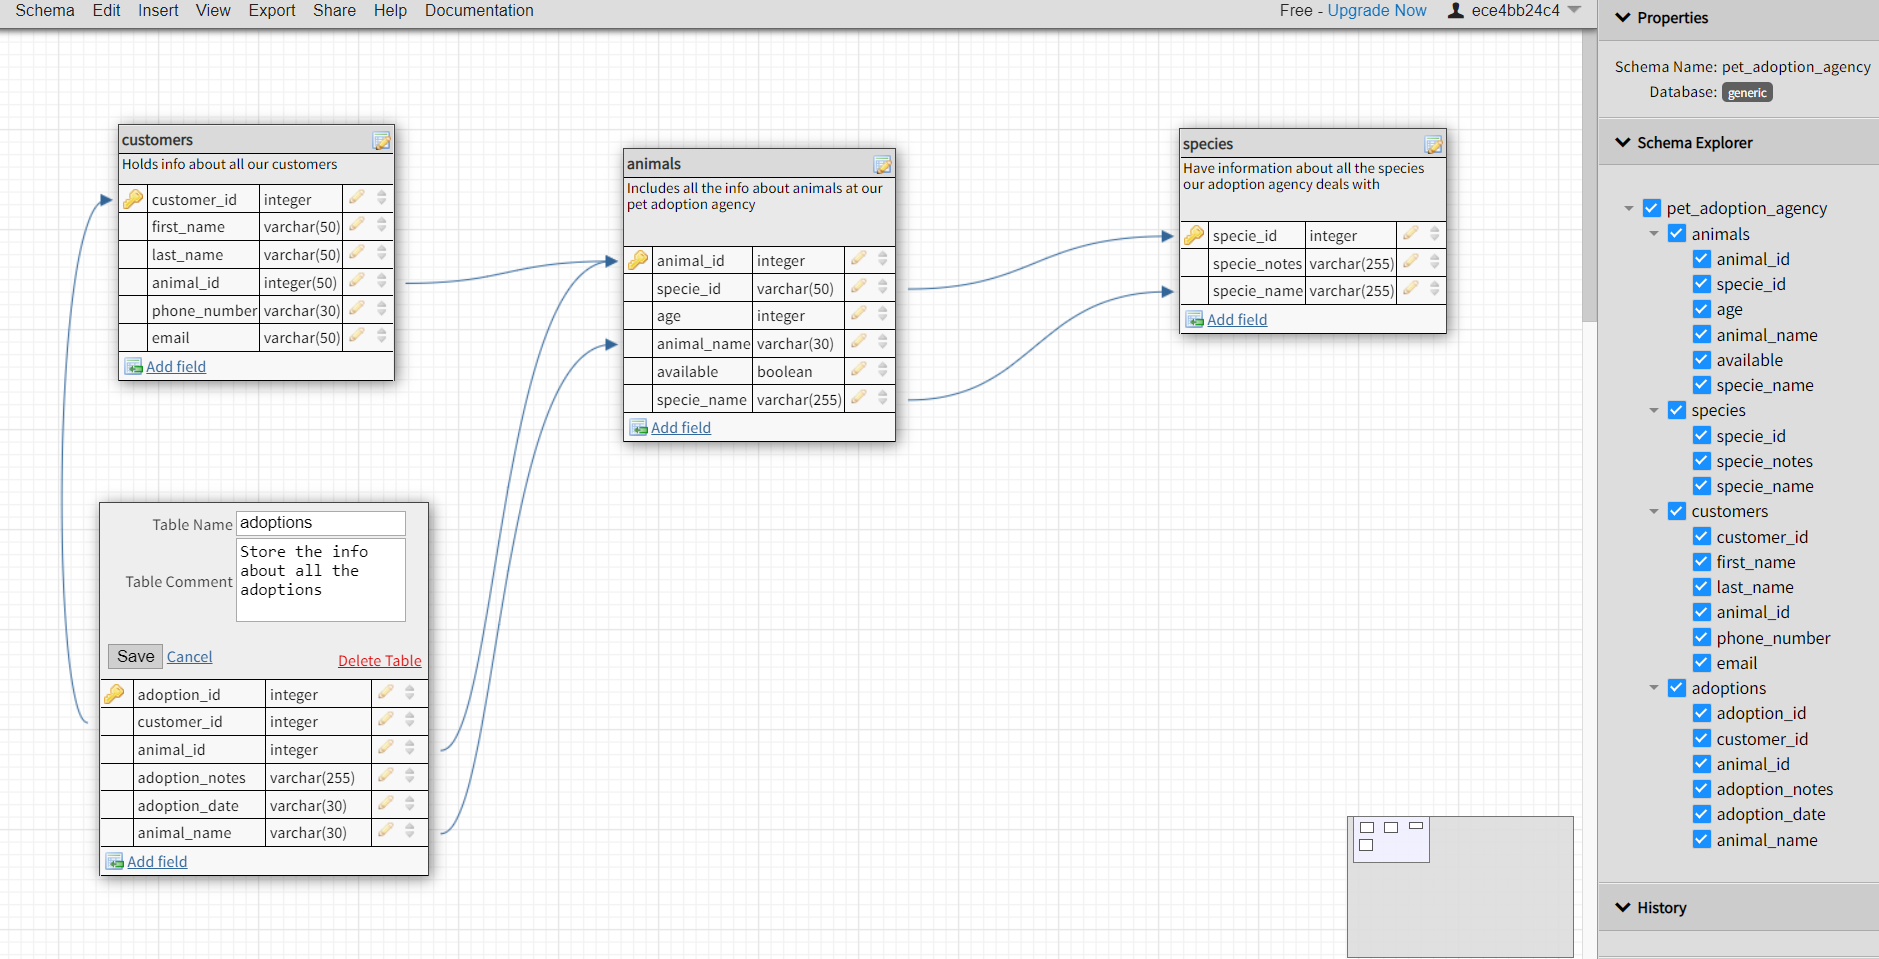 Schema Edit Insert View Export Share Help Documentation Free - Upgrade Now ece4bb24c4
customers
Holds info about all our customers
customer_id integer
first_name varchar(50)
last_name varchar(50)
animal_id integer(50)
phone_number varchar(30)
email varchar(50)
Add field
animals
Includes all the info about animals at our
pet adoption agency
animal_id integer
specie_id varchar(50)
age integer
animal_name varchar(30)
available boolean
specie_name varchar(255)
Add field
species
Have information about all the species
our adoption agency deals with
specie_id integer
specie_notes varchar(255)
specie_name varchar(255)
Add field
Table Name adoptions
Table Comment Store the info
about all the
adoptions
Save Cancel Delete Table
adoption_id integer
customer_id integer
animal_id integer
adoption_notes varchar(255)
adoption_date varchar(30)
animal_name varchar(30)
Add field
Properties
Schema Name: pet_adoption_agency
Database: generic
Schema Explorer
pet_adoption_agency
animals
animal_id
specie_id
age
animal_name
available
specie_name
species
specie_id
specie_notes
specie_name
customers
customer_id
first_name
last_name
animal_id
phone_number
email
adoptions
adoption_id
customer_id
animal_id
adoption_notes
adoption_date
animal_name
History